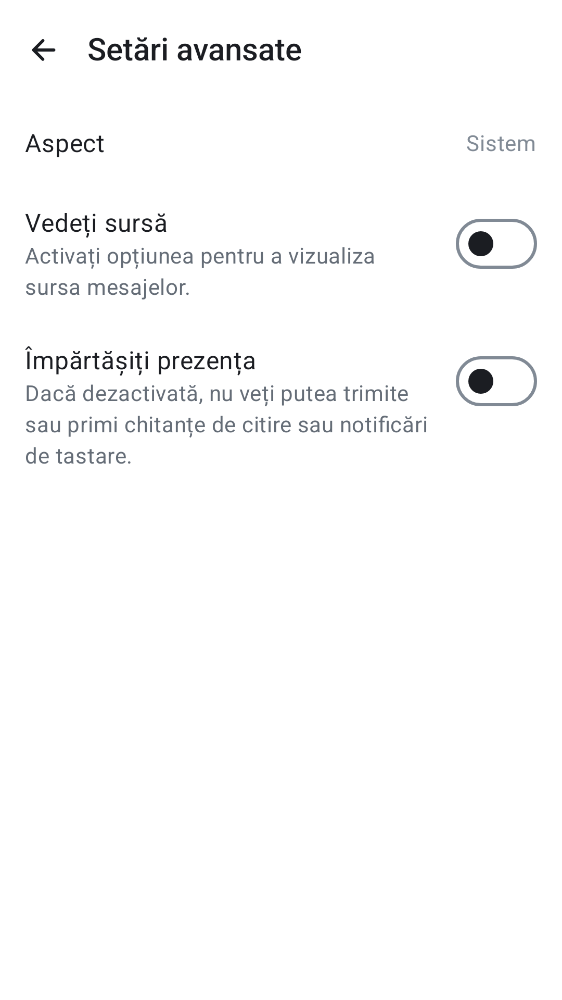 Setări avansate
Aspect
Sistem
Vedeți sursă
Activați opțiunea pentru a vizualiza
sursa mesajelor.
Împărtășiți prezența
Dacă dezactivată, nu veți putea trimite
sau primi chitanțe de citire sau notificări
de tastare.